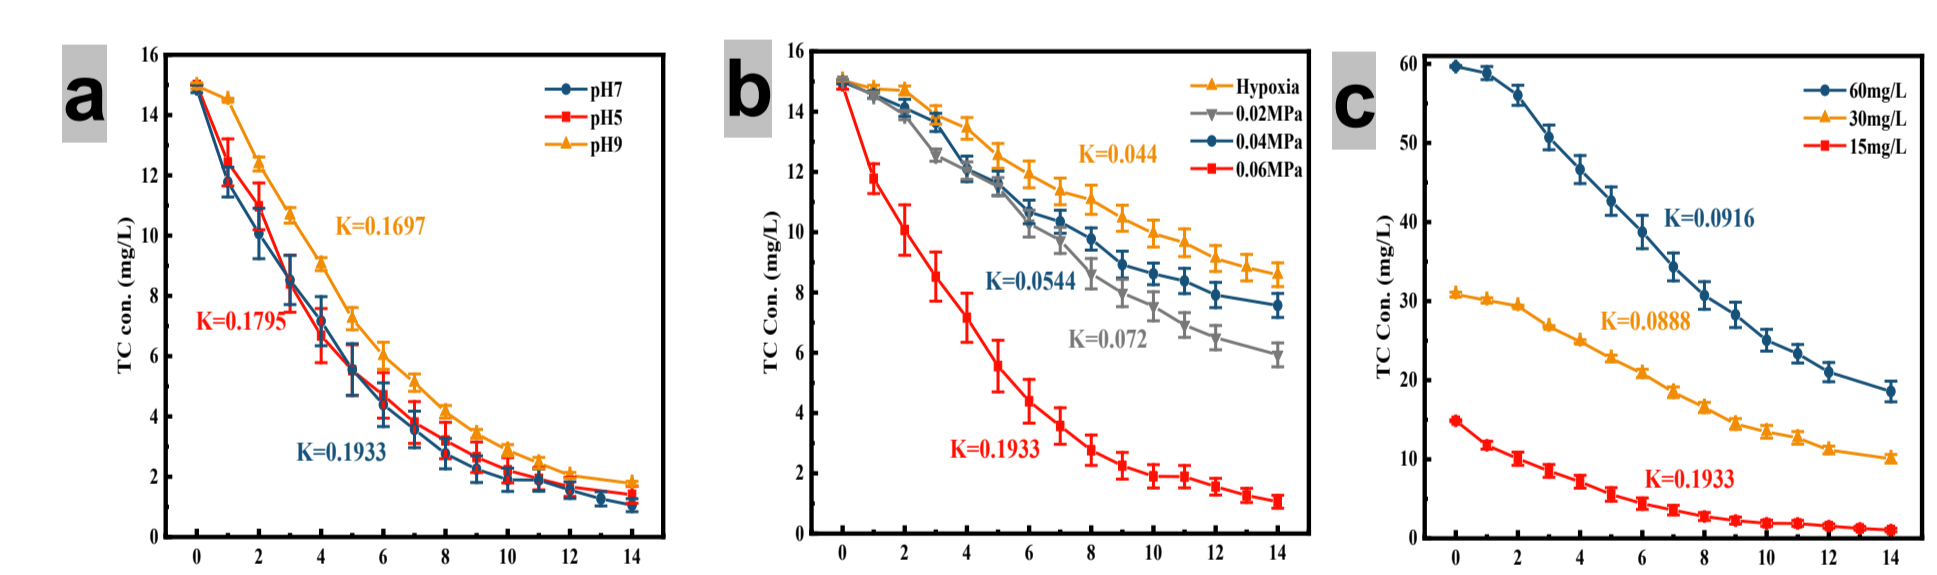 a
16
14
12
10
8
6
4
2
0
TC con. (mg/L)
pH7
pH5
pH9
K=0.1697
K=0.1795
K=0.1933
0 2 4 6 8 10 12 14
b
16
14
12
10
8
6
4
2
0
TC Con. (mg/L)
Hypoxia
0.02MPa
0.04MPa
0.06MPa
K=0.044
K=0.0544
K=0.072
K=0.1933
0 2 4 6 8 10 12 14
c
60
50
40
30
20
10
0
TC Con. (mg/L)
60mg/L
30mg/L
15mg/L
K=0.0916
K=0.0888
K=0.1933
0 2 4 6 8 10 12 14